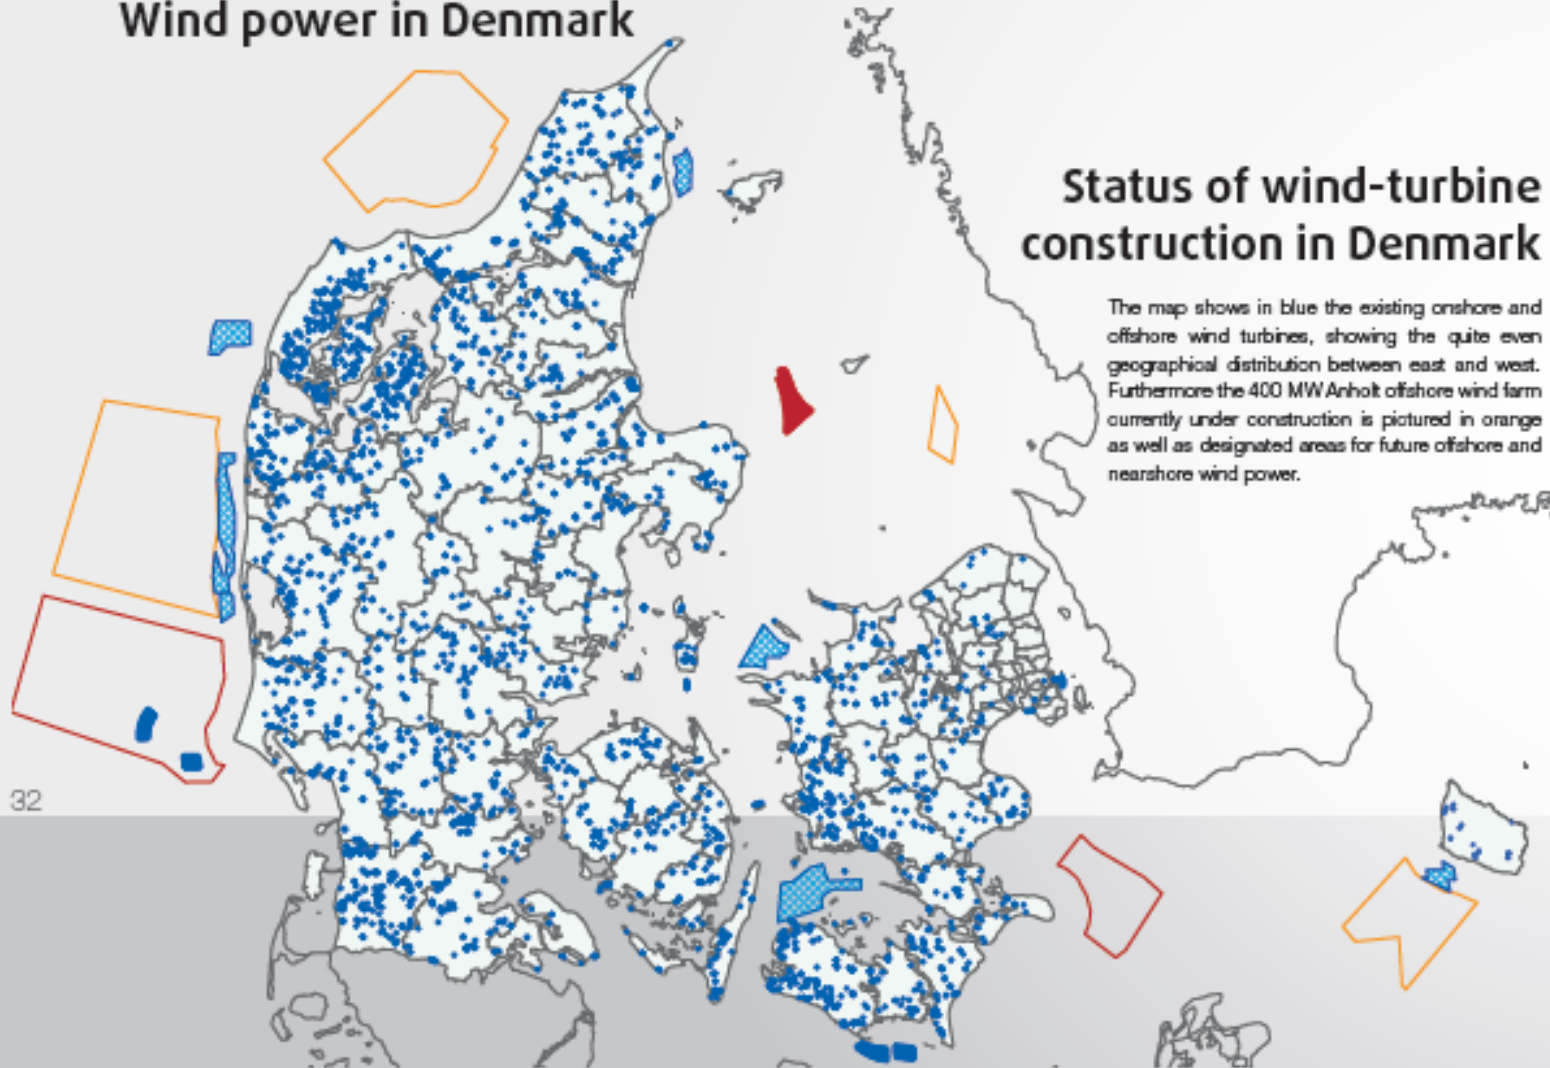 Wind power in Denmark
Status of wind-turbine
construction in Denmark
The map shows in blue the existing onshore and
offshore wind turbines, showing the quite even
geographical distribution between east and west.
Furthermore the 400 MW Anholt offshore wind farm
currently under construction is pictured in orange
as well as designated areas for future offshore and
nearshore wind power.
32